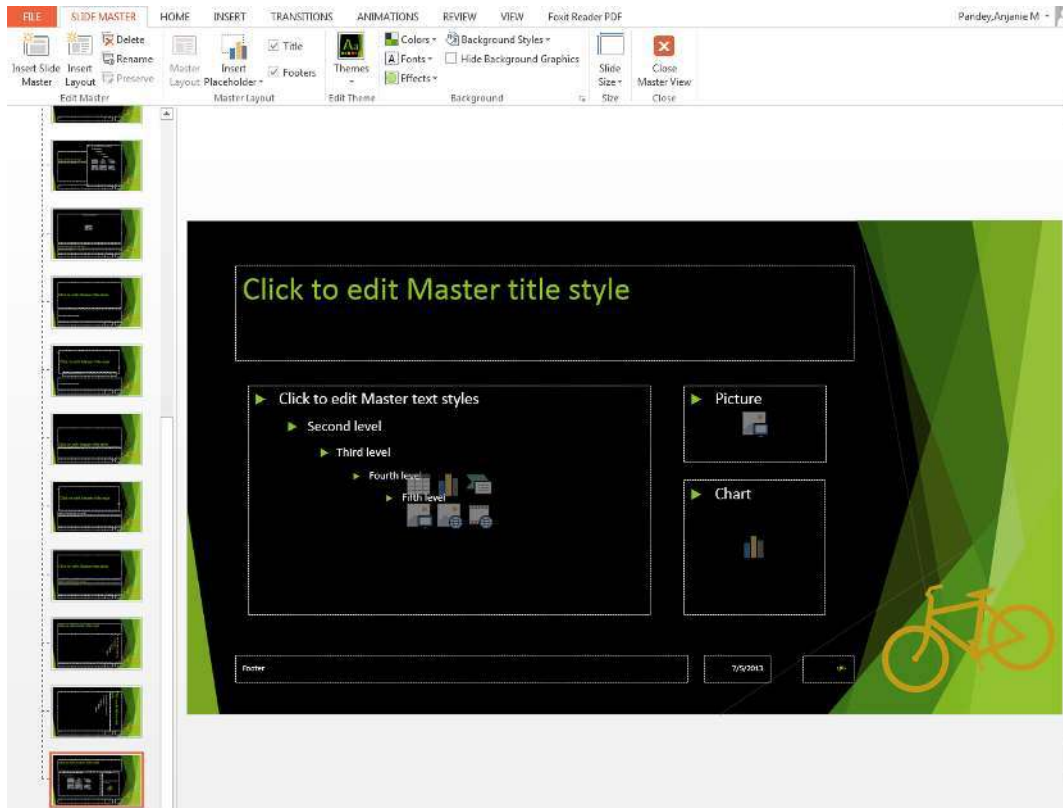 FILE SLIDE MASTER HOME INSERT TRANSITIONS ANIMATIONS REVIEW VIEW Foxit Reader PDF Pandey,Anjanie M
Insert Slide Master
Insert Layout
Delete
Rename
Preserve
Edit Master
Master Layout
Insert Placeholder
Title
Footers
Master Layout
Themes
Edit Theme
Colors
Fonts
Effects
Background Styles
Hide Background Graphics
Background
Slide Size
Size
Close Master View
Close
Click to edit Master title style
Click to edit Master text styles
Second level
Third level
Fourth level
Fifth level
Picture
Chart
Footer
7/5/2013